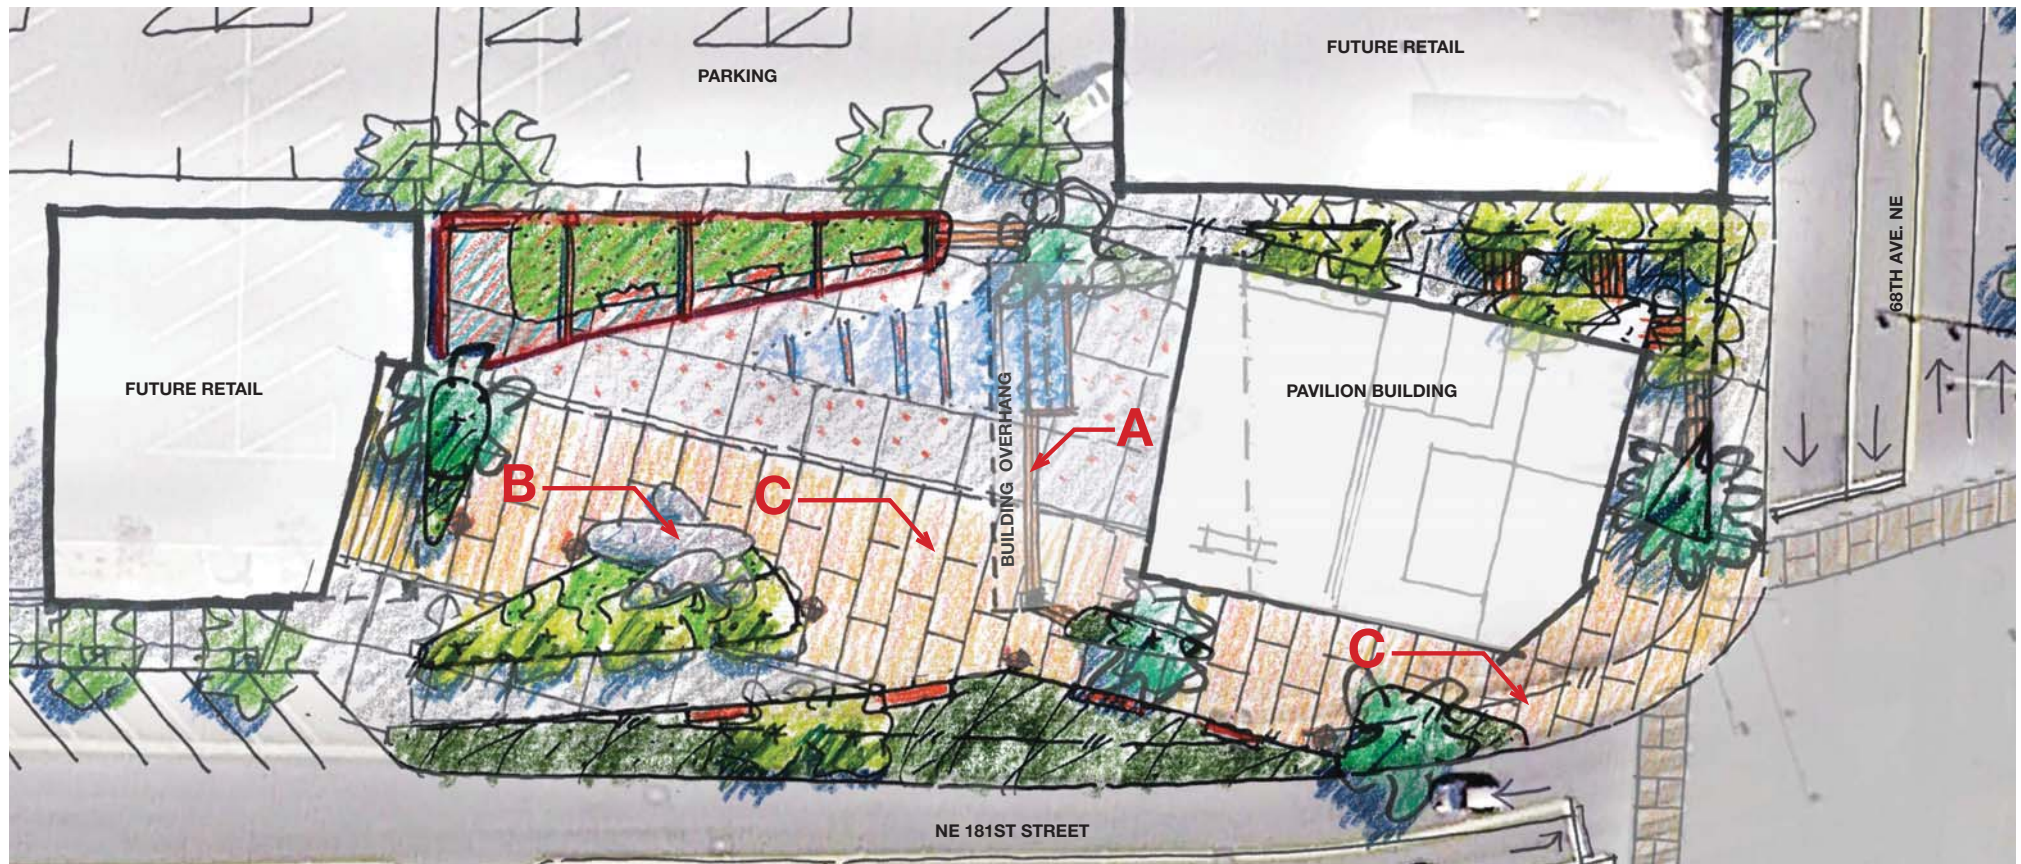 FUTURE RETAIL
PARKING
68TH AVE. NE
FUTURE RETAIL
PAVILION BUILDING
BUILDING OVERHANG
A
B
C
C
NE 181ST STREET